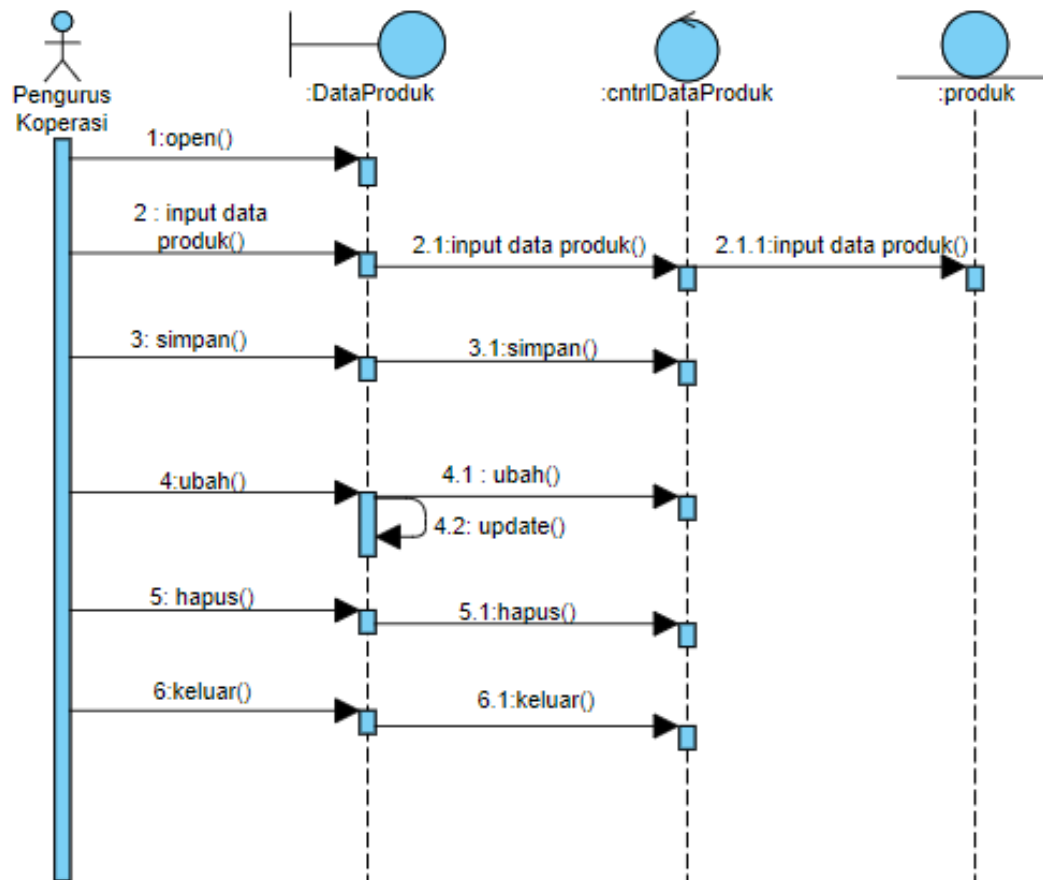 Pengurus
Koperasi
:DataProduk
:cntrlDataProduk
:produk
1:open()
2 : input data
produk()
2.1:input data produk()
2.1.1:input data produk()
3: simpan()
3.1:simpan()
4:ubah()
4.1 : ubah()
4.2: update()
5: hapus()
5.1:hapus()
6:keluar()
6.1:keluar()